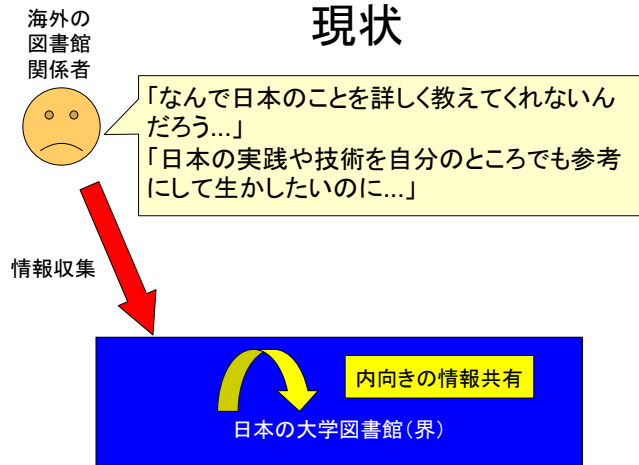 現状
海外の
図書館
関係者
「なんで日本のことを詳しく教えてくれないん
だろう...」
「日本の実践や技術を自分のところでも参考
にして生かしたいのに...」
情報収集
内向きの情報共有
日本の大学図書館(界)